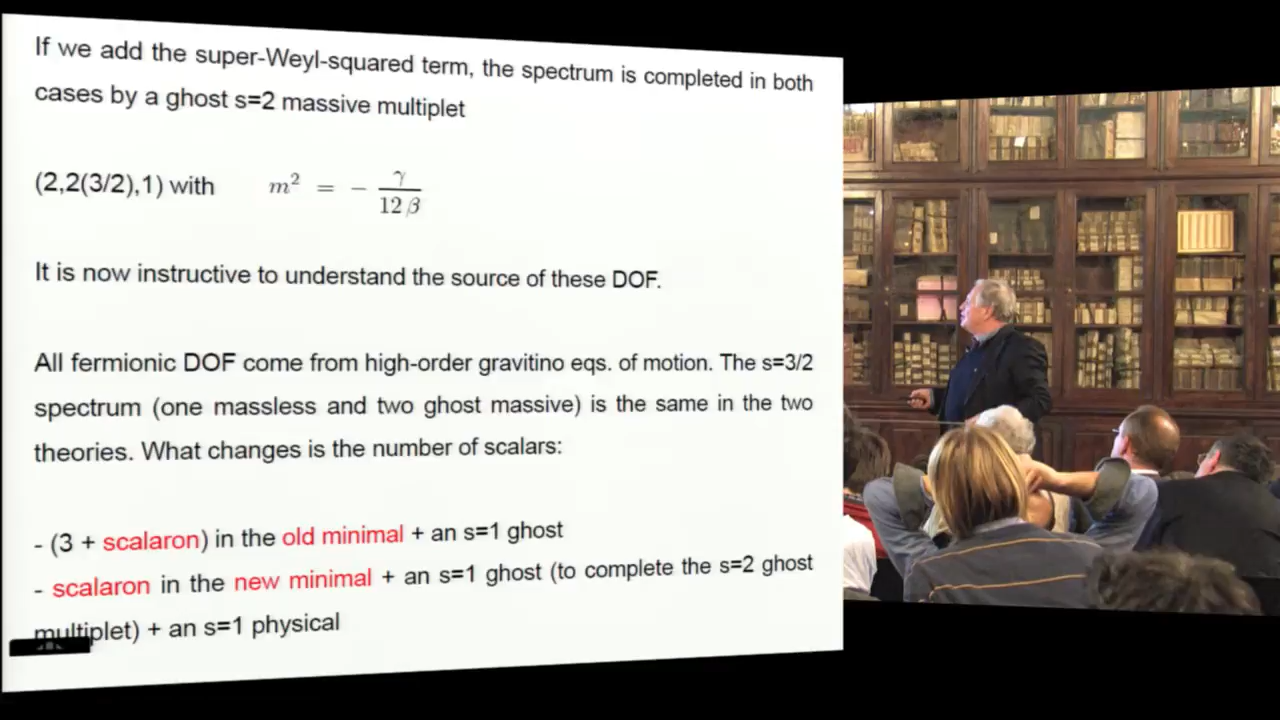 If we add the super-Weyl-squared term, the spectrum is completed in both
cases by a ghost s=2 massive multiplet
(2,2(3/2),1) with m² = - γ / 12 β
It is now instructive to understand the source of these DOF.
All fermionic DOF come from high-order gravitino eqs. of motion. The s=3/2
spectrum (one massless and two ghost massive) is the same in the two
theories. What changes is the number of scalars:
- (3 + scalaron) in the old minimal + an s=1 ghost
- scalaron in the new minimal + an s=1 ghost (to complete the s=2 ghost
multiplet) + an s=1 physical